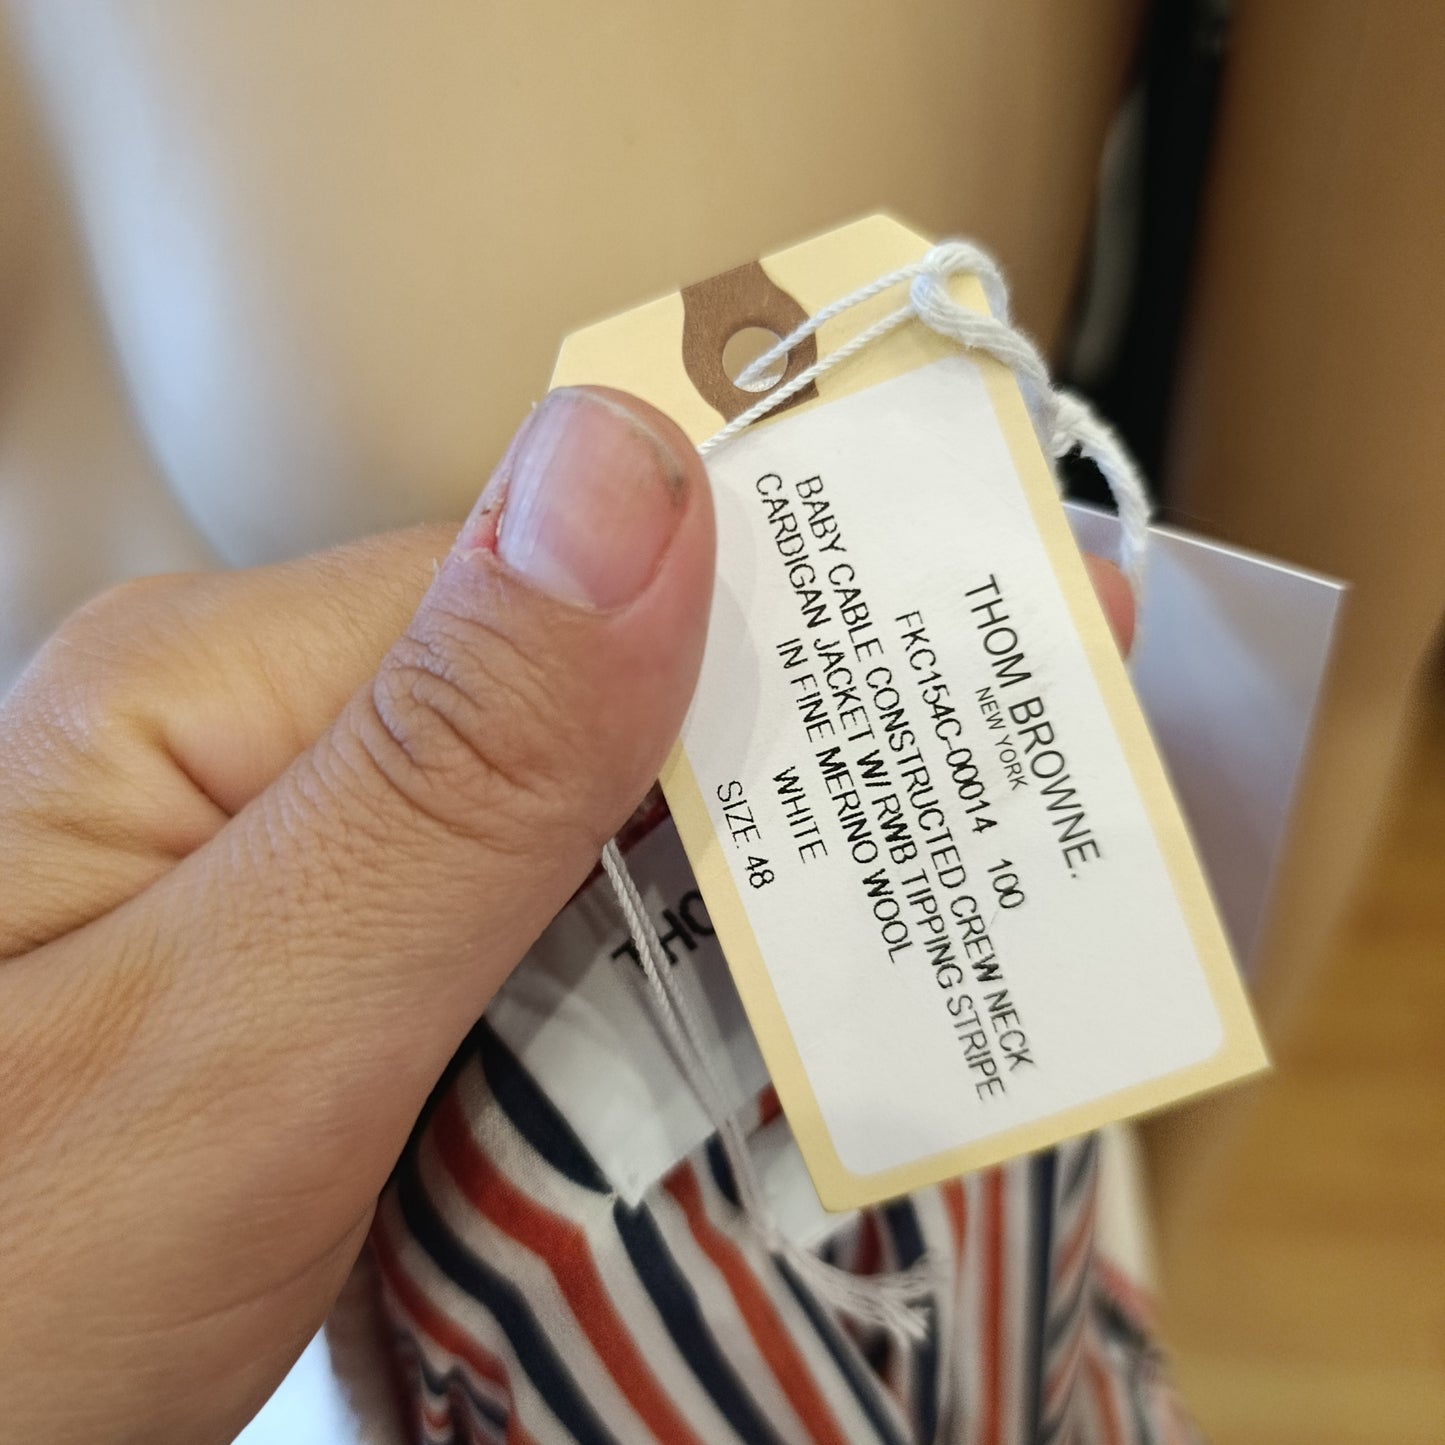 THOM BROWNE.
NEW YORK
FKC154C-00014 100
BABY CABLE CONSTRUCTED CREW NECK
CARDIGAN JACKET W/ RWB TIPPING STRIPE
IN FINE MERINO WOOL
WHITE
SIZE 48
THO